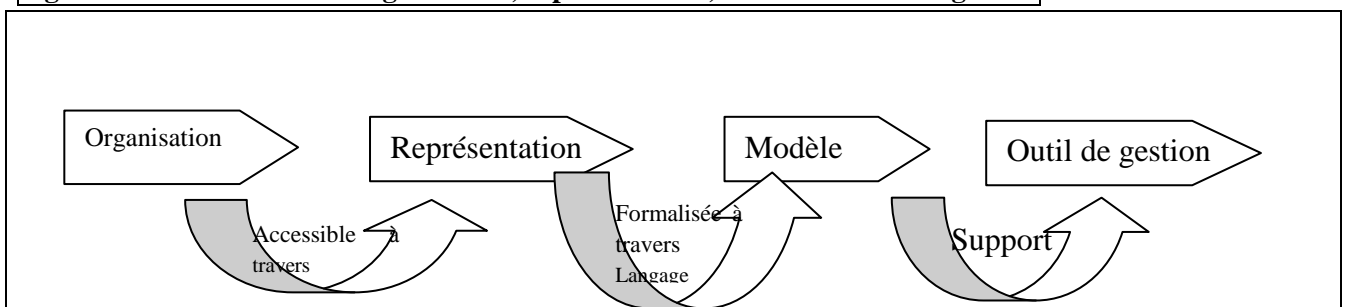 Organisation
Représentation
Modèle
Outil de gestion
Accessible à
travers
Formalisée à
travers
Langage
Support